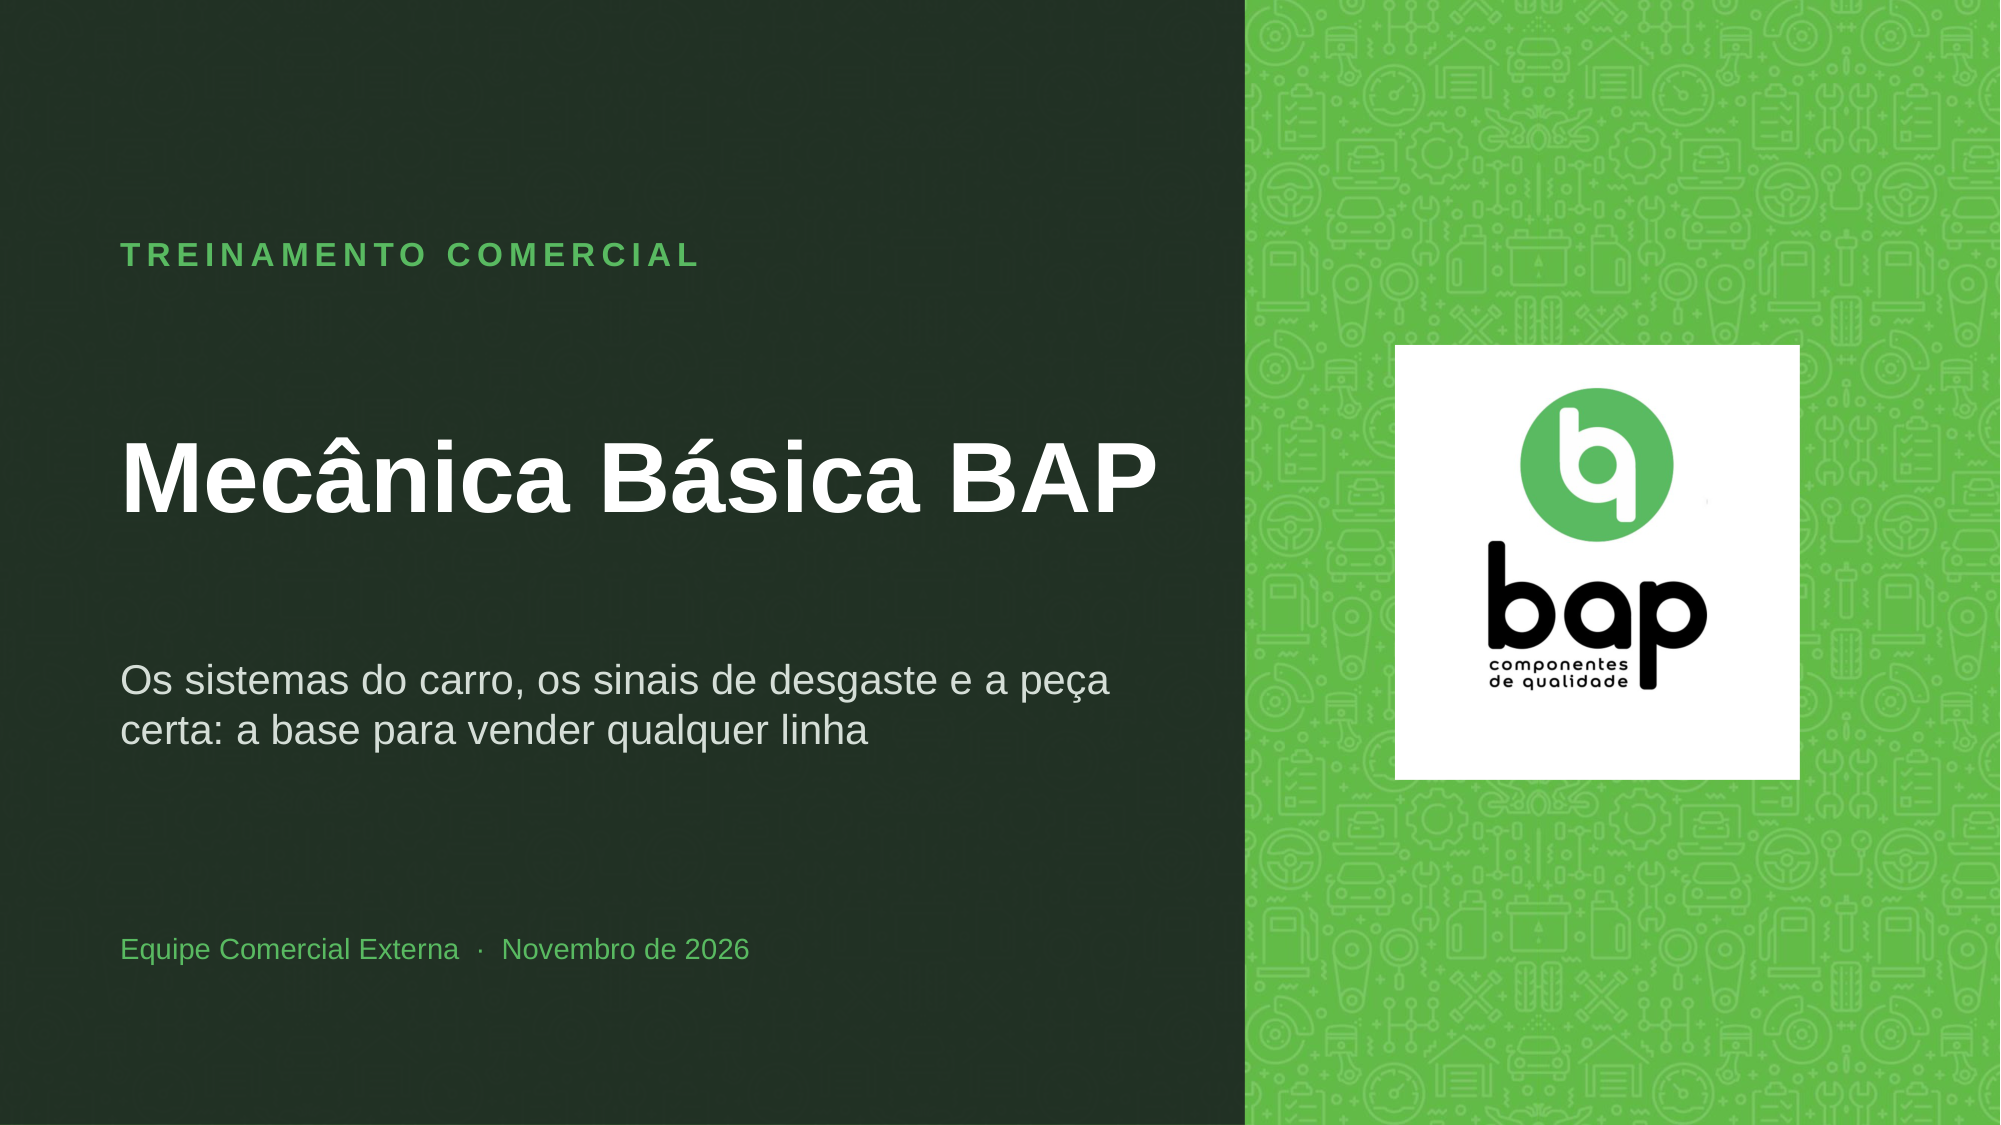 TREINAMENTO COMERCIAL
Mecânica Básica BAP
Os sistemas do carro, os sinais de desgaste e a peça
certa: a base para vender qualquer linha
Equipe Comercial Externa · Novembro de 2026
bap
componentes
de qualidade